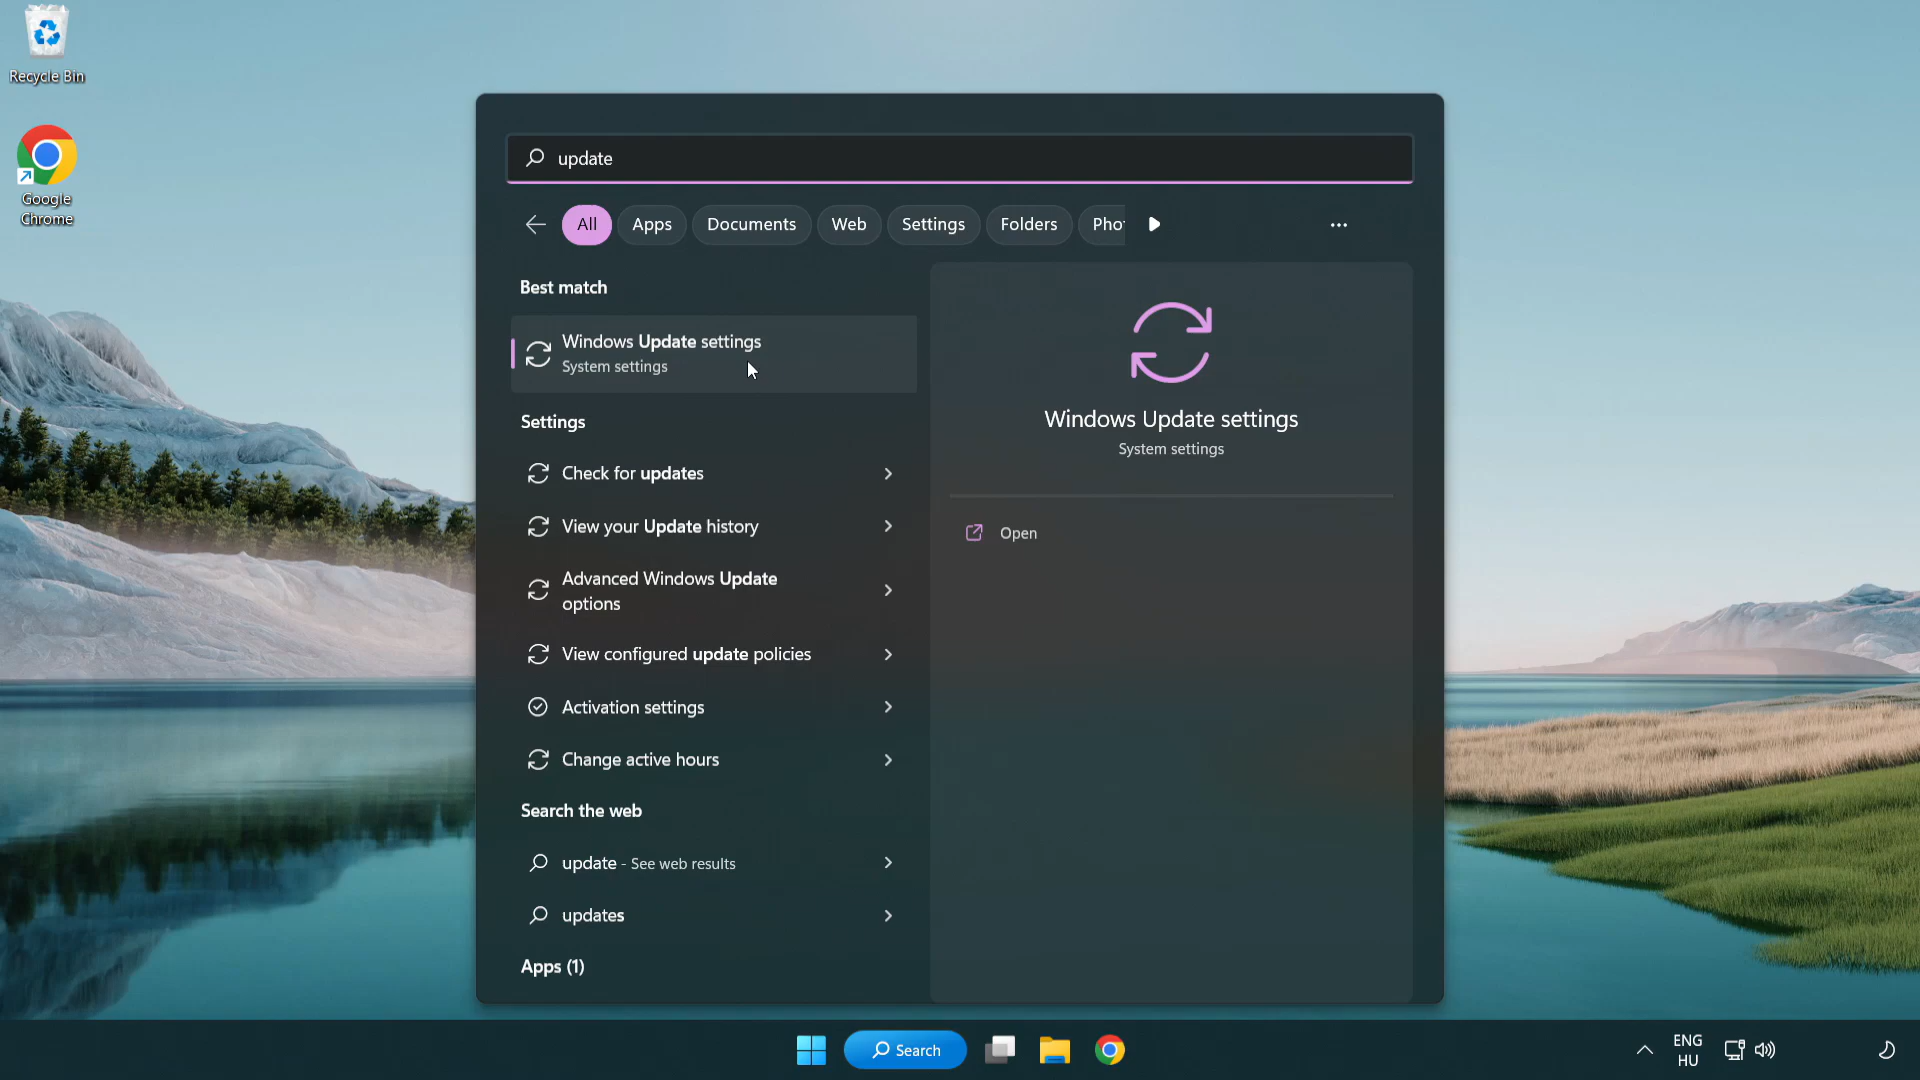 Recycle Bin
Google
Chrome
update
All
Apps
Documents
Web
Settings
Folders
Best match
Windows Update settings
System settings
Settings
Check for updates
View your Update history
Advanced Windows Update
options
View configured update policies
Activation settings
Change active hours
Search the web
update - See web results
updates
Apps (1)
Windows Update settings
System settings
Open
Search
ENG
HU